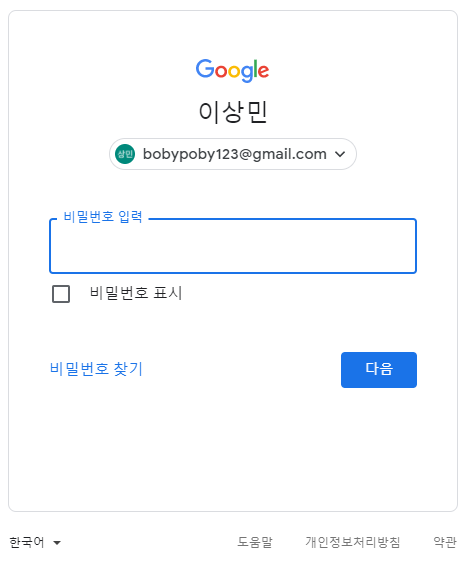 Google
이상민
상민 bobypoby123@gmail.com
비밀번호 입력
비밀번호 표시
비밀번호 찾기 다음
한국어 도움말 개인정보처리방침 약관